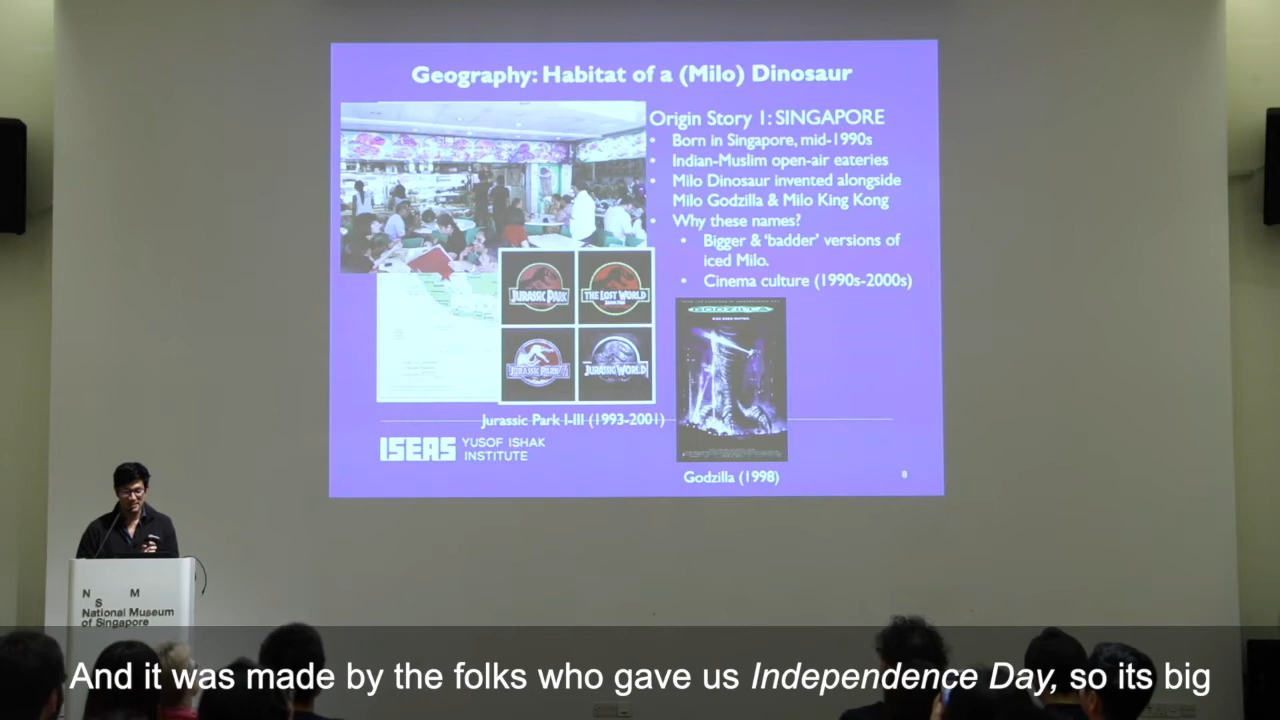 Geography: Habitat of a (Milo) Dinosaur
Origin Story 1: SINGAPORE
• Born in Singapore, mid-1990s
• Indian-Muslim open-air eateries
• Milo Dinosaur invented alongside
Milo Godzilla & Milo King Kong
• Why these names?
• Bigger & ‘badder’ versions of
iced Milo.
• Cinema culture (1990s-2000s)
JURASSIC PARK
THE LOST WORLD
JURASSIC PARK
JURASSIC WORLD
Jurassic Park I-III (1993-2001)
GODZILLA
Godzilla (1998)
ISEAS YUSOF ISHAK
INSTITUTE
8
N M
S
National Museum
of Singapore
And it was made by the folks who gave us Independence Day, so its big